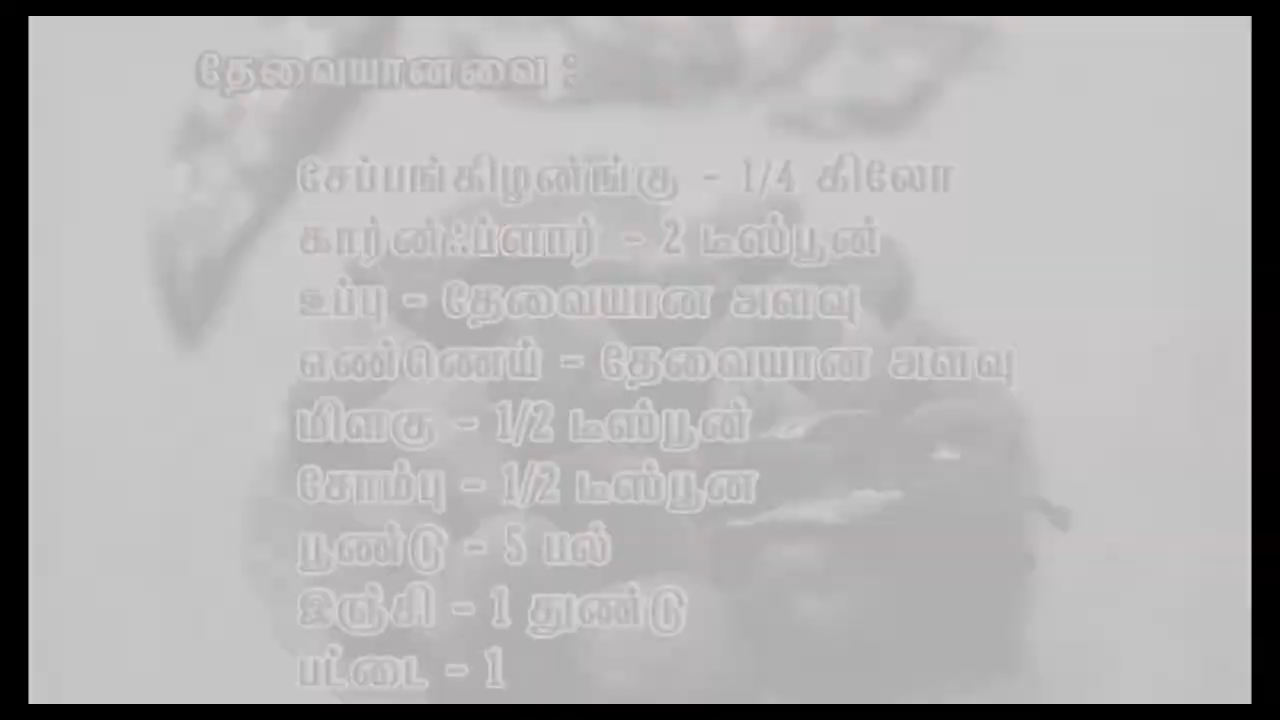 தேவையானவை :
சேப்பங்கிழன்ங்கு - 1/4 கிலோ
கார்ன்ஃப்ளார் - 2 டீஸ்பூன்
உப்பு - தேவையான அளவு
எண்ணெய் - தேவையான அளவு
மிளகு - 1/2 டீஸ்பூன்
சோம்பு - 1/2 டீஸ்பூன
பூண்டு - 5 பல்
இஞ்சி - 1 துண்டு
பட்டை - 1